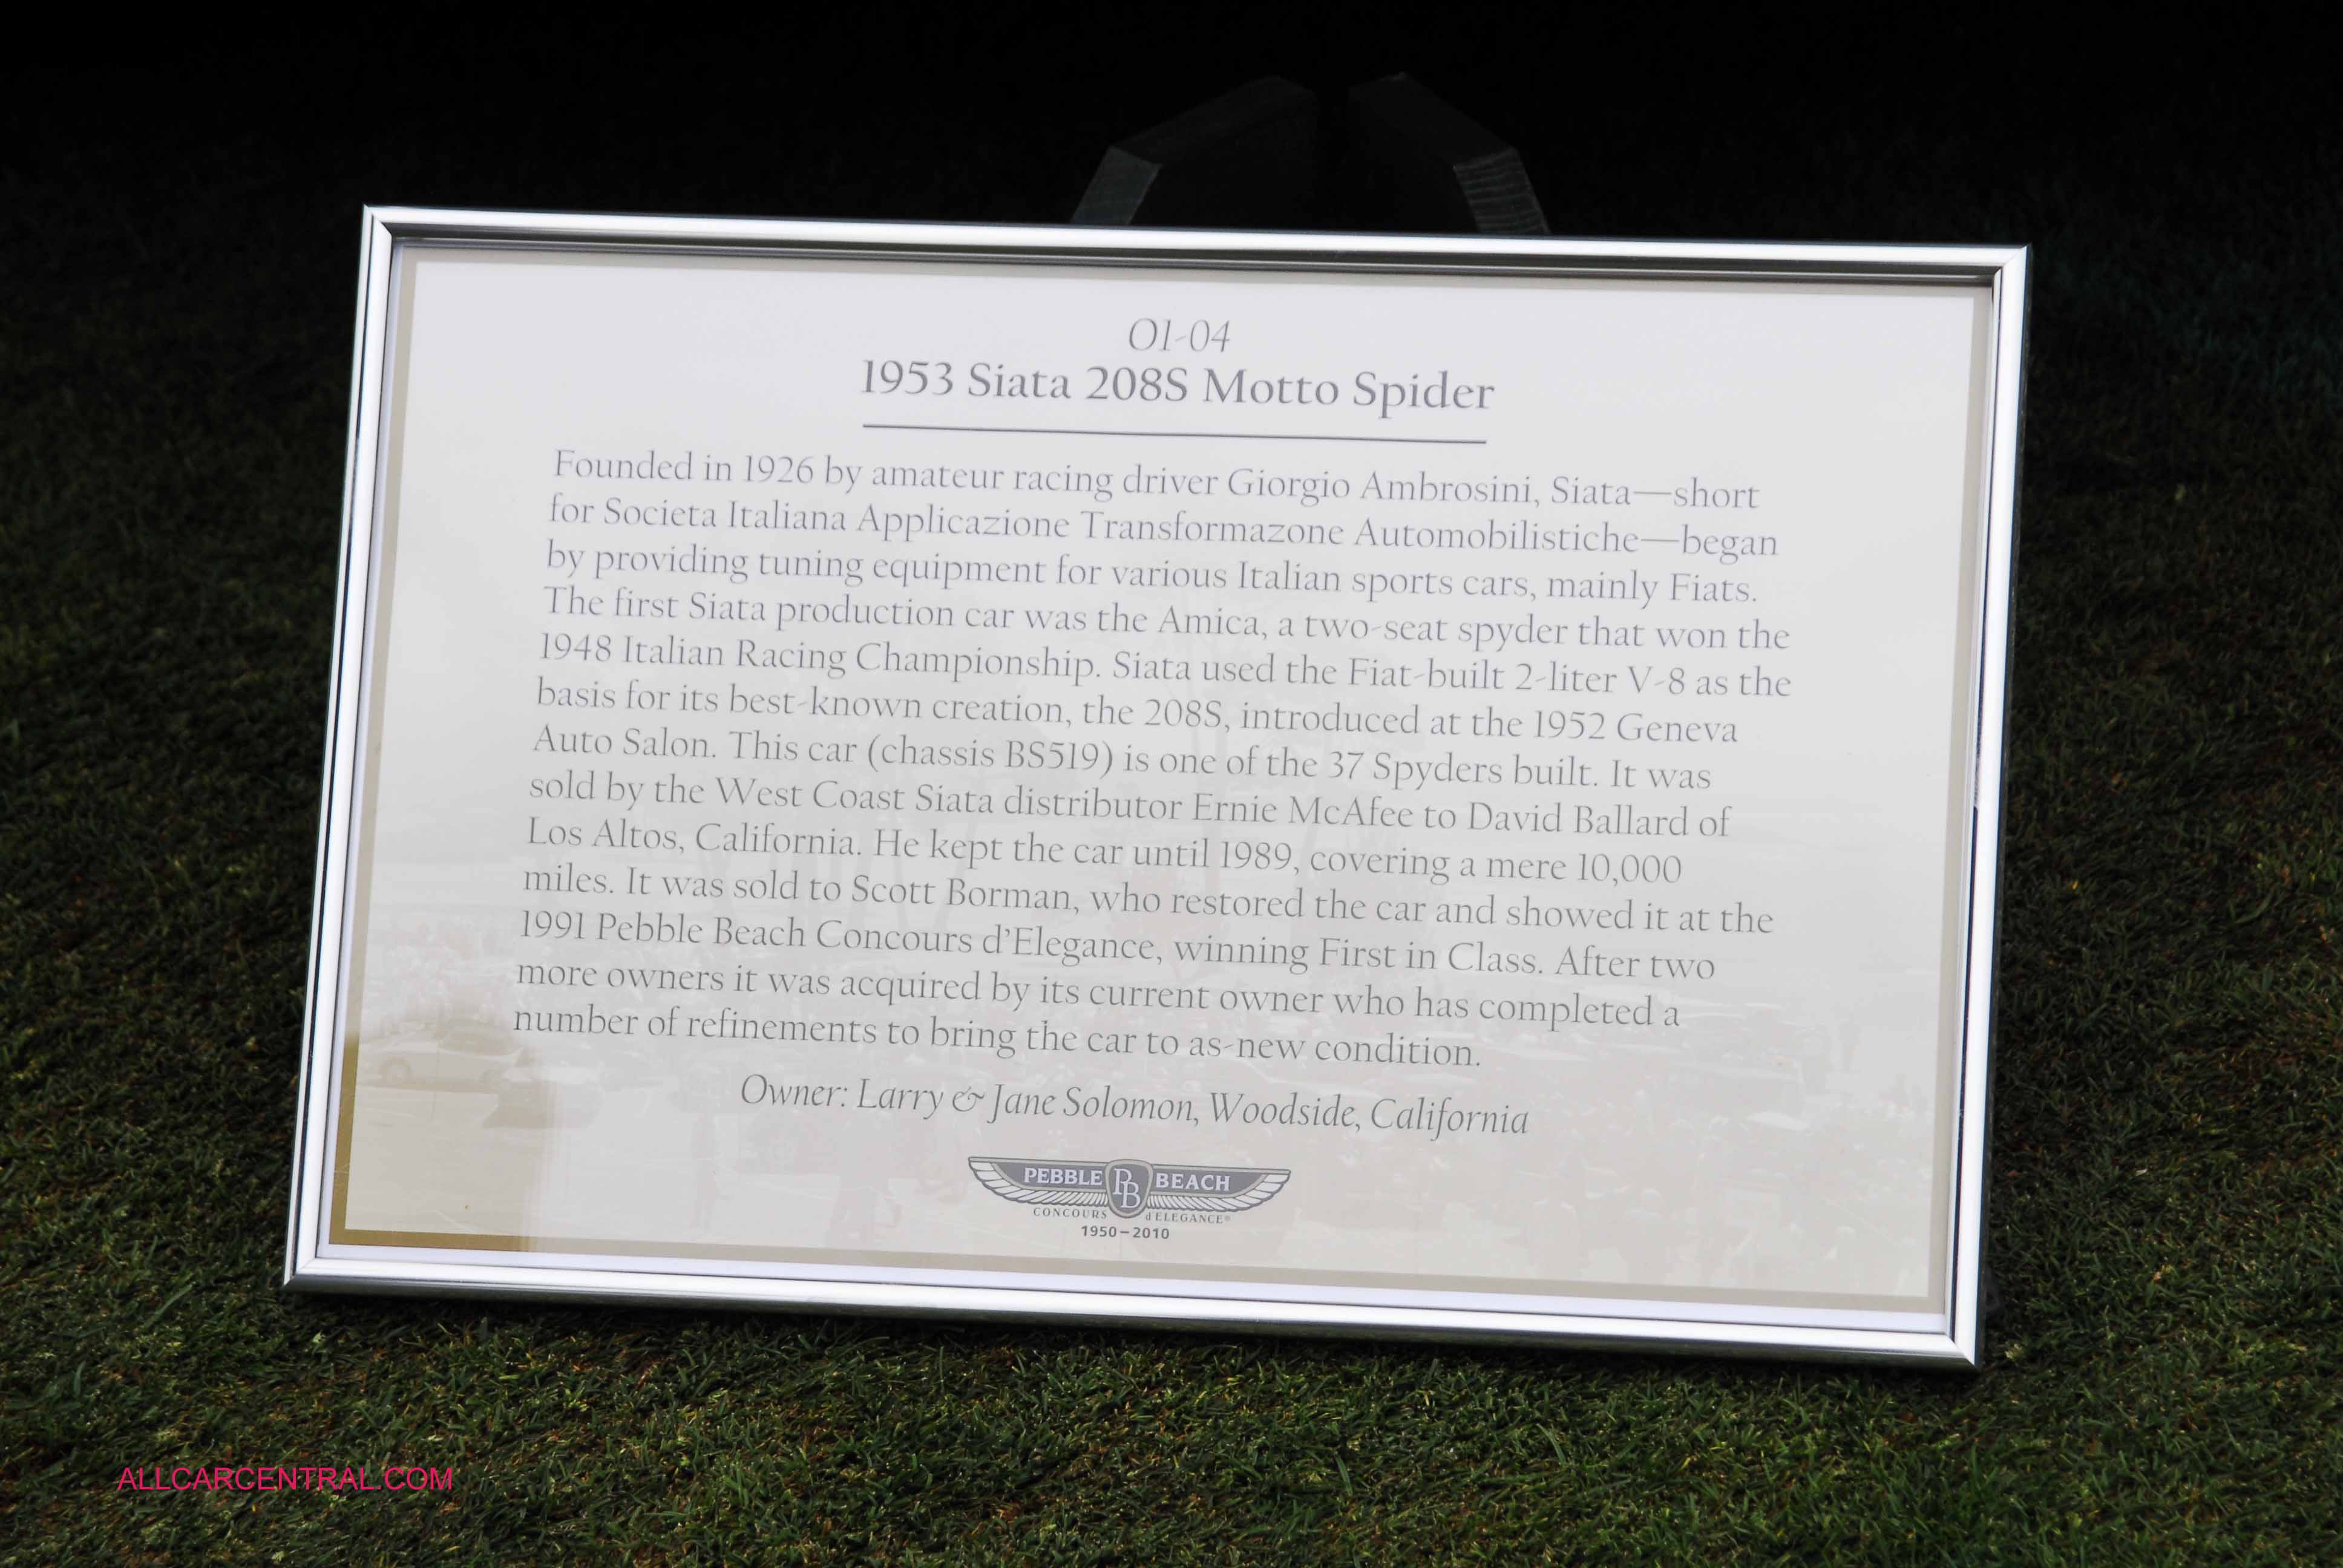 O1-04
1953 Siata 208S Motto Spider
Founded in 1926 by amateur racing driver Giorgio Ambrosini, Siata—short
for Societa Italiana Applicazione Transformazone Automobilistiche—began
by providing tuning equipment for various Italian sports cars, mainly Fiats.
The first Siata production car was the Amica, a two-seat spyder that won the
1948 Italian Racing Championship. Siata used the Fiat-built 2-liter V-8 as the
basis for its best-known creation, the 208S, introduced at the 1952 Geneva
Auto Salon. This car (chassis BS519) is one of the 37 Spyders built. It was
sold by the West Coast Siata distributor Ernie McAfee to David Ballard of
Los Altos, California. He kept the car until 1989, covering a mere 10,000
miles. It was sold to Scott Borman, who restored the car and showed it at the
1991 Pebble Beach Concours d'Elegance, winning First in Class. After two
more owners it was acquired by its current owner who has completed a
number of refinements to bring the car to as-new condition.
Owner: Larry & Jane Solomon, Woodside, California
PEBBLE PB BEACH
CONCOURS d'ELEGANCE®
1950–2010
ALLCARCENTRAL.COM